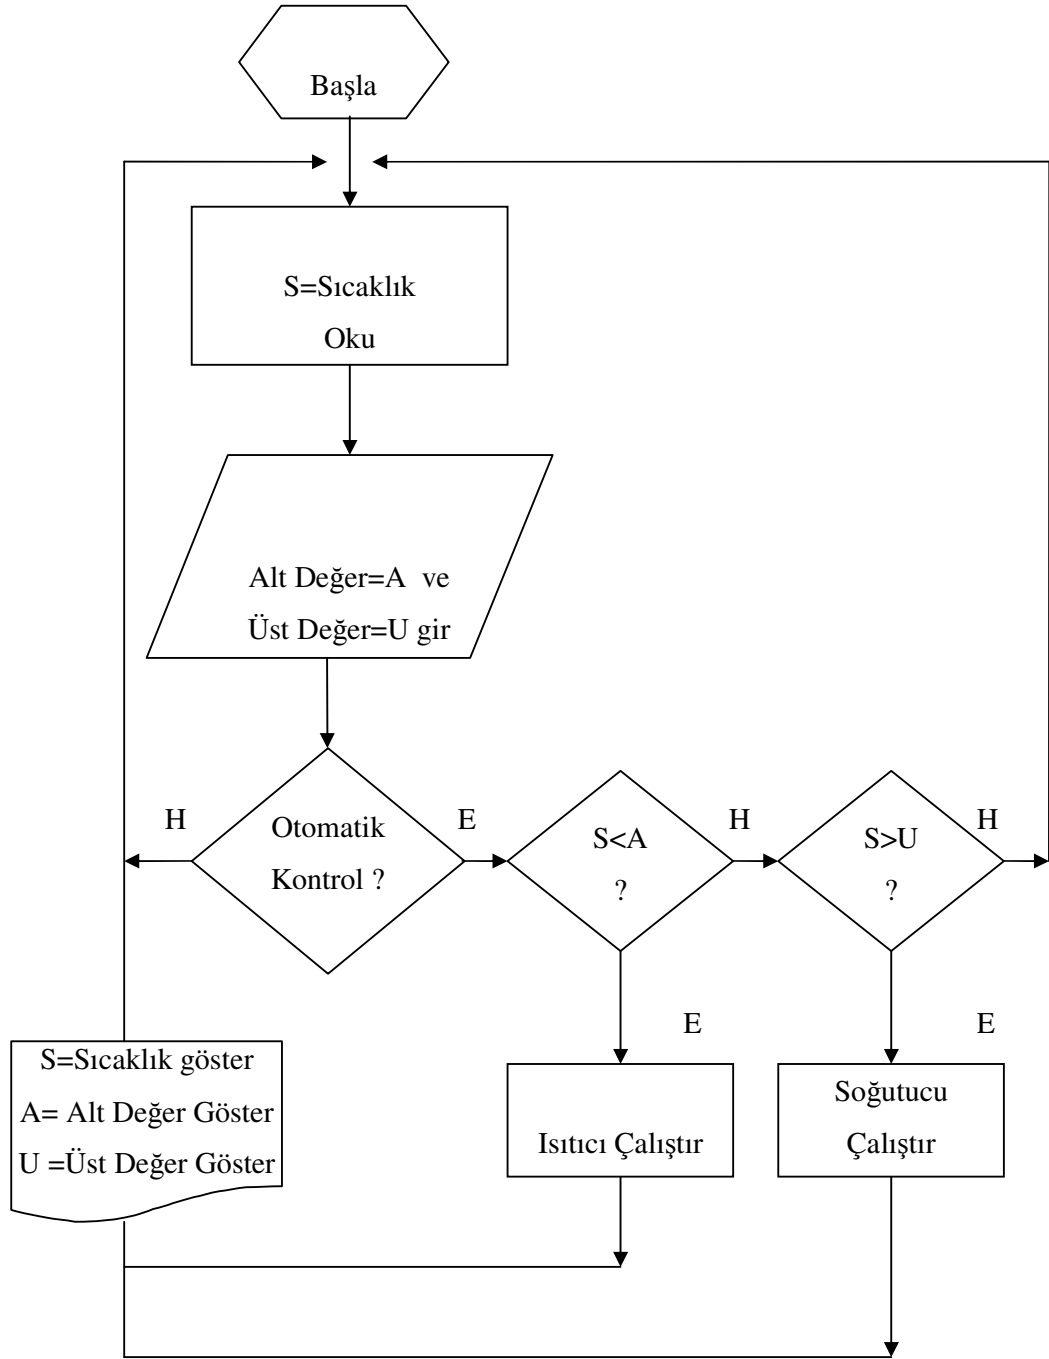 Başla
S=Sıcaklık
Oku
Alt Değer=A ve
Üst Değer=U gir
H
Otomatik
Kontrol ?
E
S<A
?
H
S>U
?
H
E
E
S=Sıcaklık göster
A= Alt Değer Göster
U =Üst Değer Göster
Isıtıcı Çalıştır
Soğutucu
Çalıştır